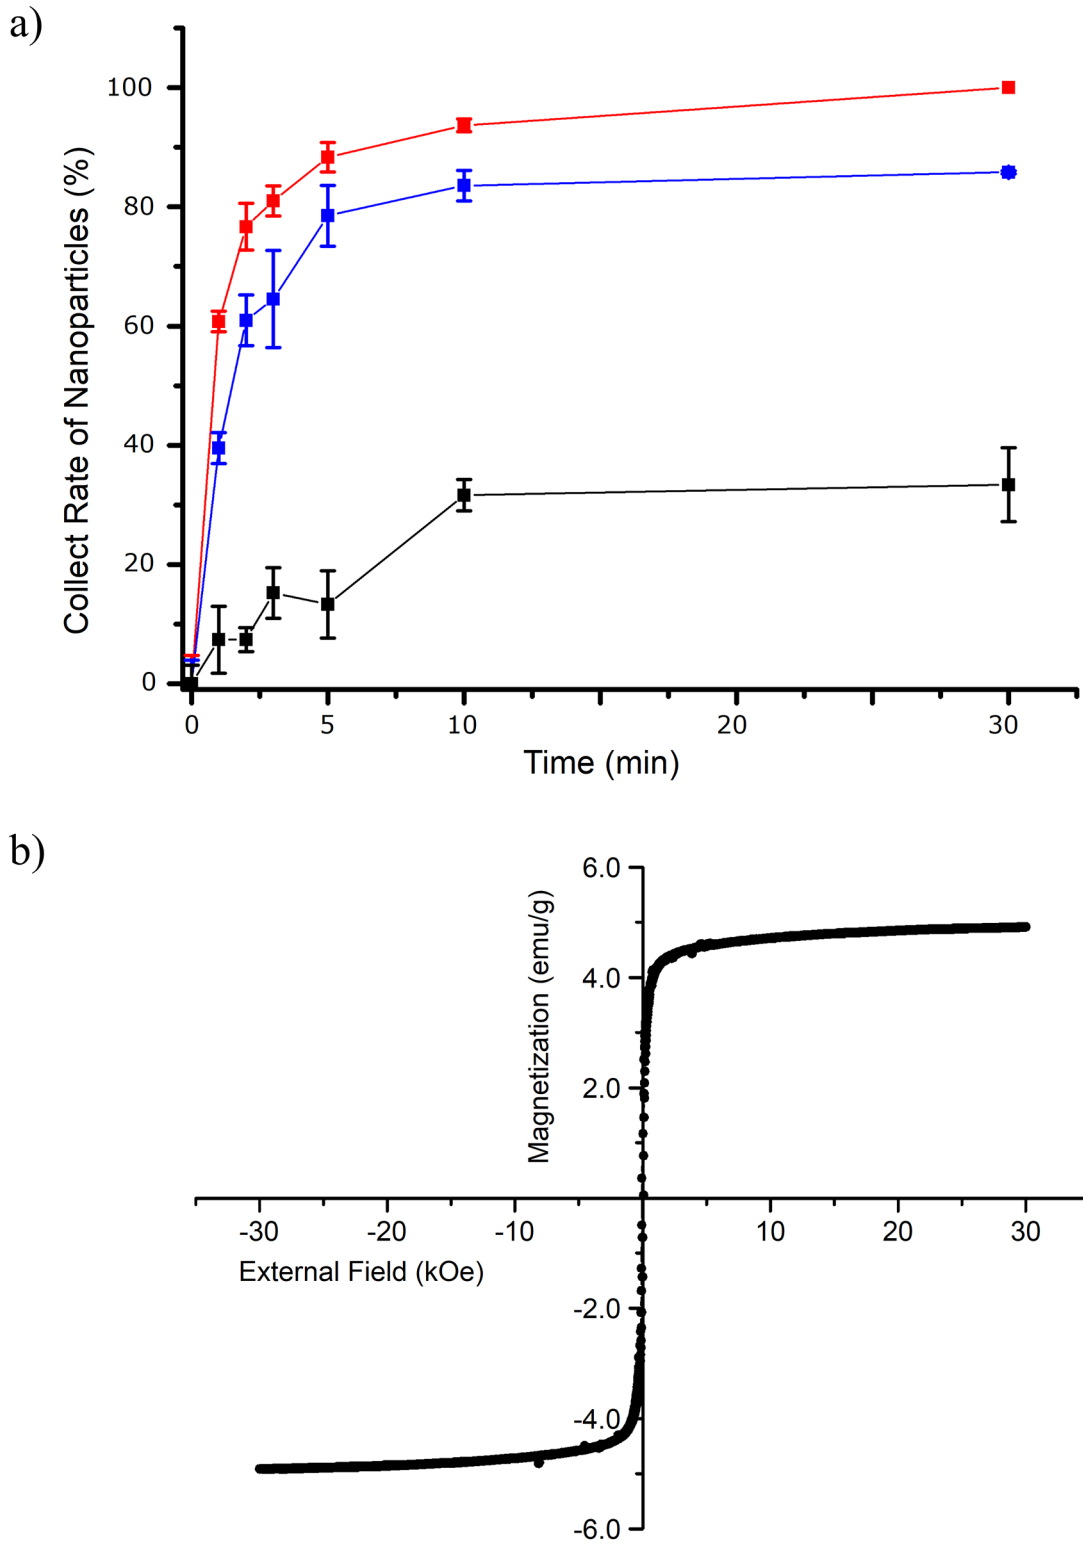 a)
Collect Rate of Nanoparticles (%)
100
80
60
40
20
0
0 5 10 20 30
Time (min)
b)
Magnetization (emu/g)
6.0
4.0
2.0
-30 -20 -10 10 20 30
External Field (kOe)
-2.0
-4.0
-6.0